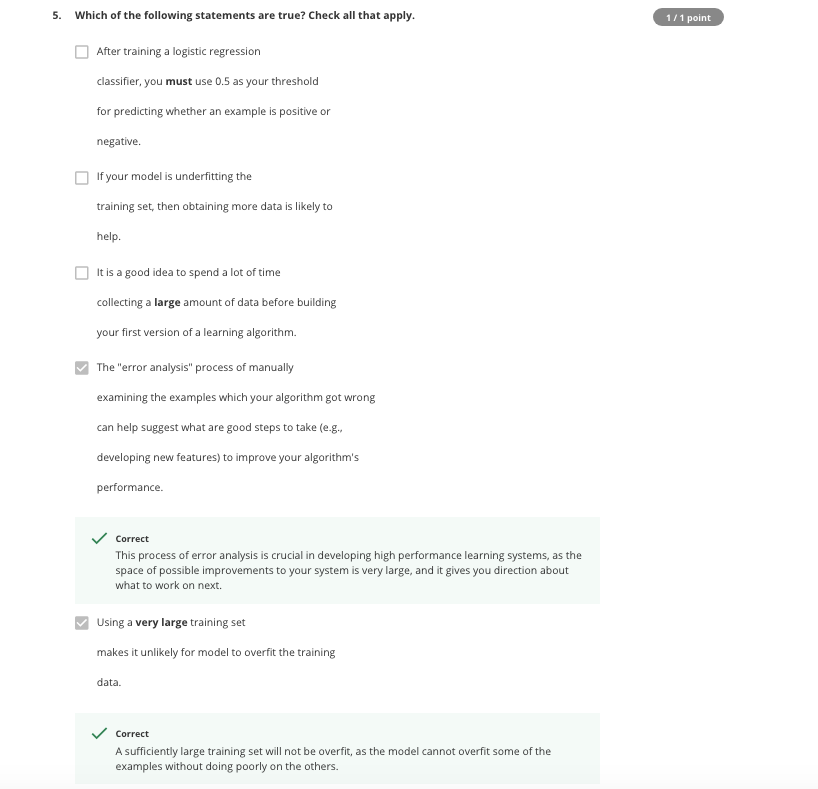 5. Which of the following statements are true? Check all that apply.
1 / 1 point
After training a logistic regression
classifier, you must use 0.5 as your threshold
for predicting whether an example is positive or
negative.
If your model is underfitting the
training set, then obtaining more data is likely to
help.
It is a good idea to spend a lot of time
collecting a large amount of data before building
your first version of a learning algorithm.
The "error analysis" process of manually
examining the examples which your algorithm got wrong
can help suggest what are good steps to take (e.g.,
developing new features) to improve your algorithm's
performance.
Correct
This process of error analysis is crucial in developing high performance learning systems, as the
space of possible improvements to your system is very large, and it gives you direction about
what to work on next.
Using a very large training set
makes it unlikely for model to overfit the training
data.
Correct
A sufficiently large training set will not be overfit, as the model cannot overfit some of the
examples without doing poorly on the others.